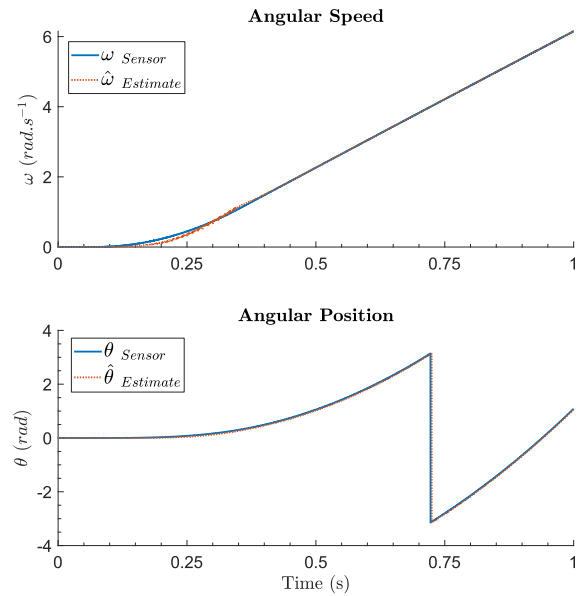 Angular Speed
6
4
2
0
ω (rad.s⁻¹)
ω Sensor
ω̂ Estimate
0 0.25 0.5 0.75 1
Angular Position
4
2
0
-2
-4
θ (rad)
θ Sensor
θ̂ Estimate
0 0.25 0.5 0.75 1
Time (s)